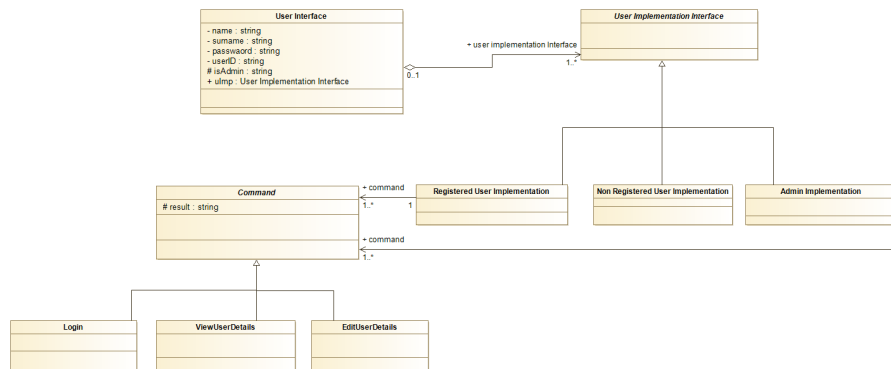 User Interface
- name : string
- surname : string
- passwaord : string
- userID : string
# isAdmin : string
+ uImp : User Implementation Interface
User Implementation Interface
+ user implementation Interface
0..1
1..*
Command
# result : string
+ command
1..*
1
Registered User Implementation
Non Registered User Implementation
Admin Implementation
+ command
1..*
Login
ViewUserDetails
EditUserDetails